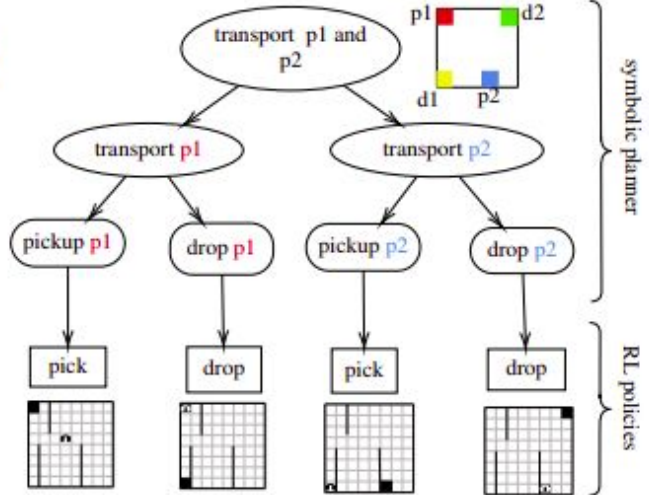 transport p1 and
p2
p1
d2
d1
p2
transport p1
transport p2
pickup p1
drop p1
pickup p2
drop p2
symbolic planner
pick
drop
pick
drop
RL policies